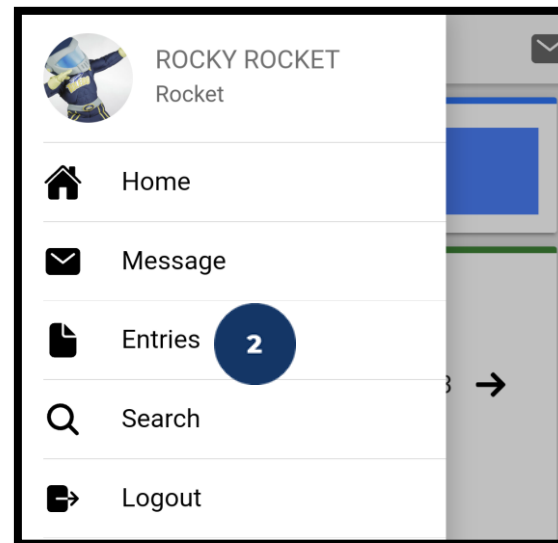 ROCKY ROCKET
Rocket
Home
Message
Entries 2
Search
Logout